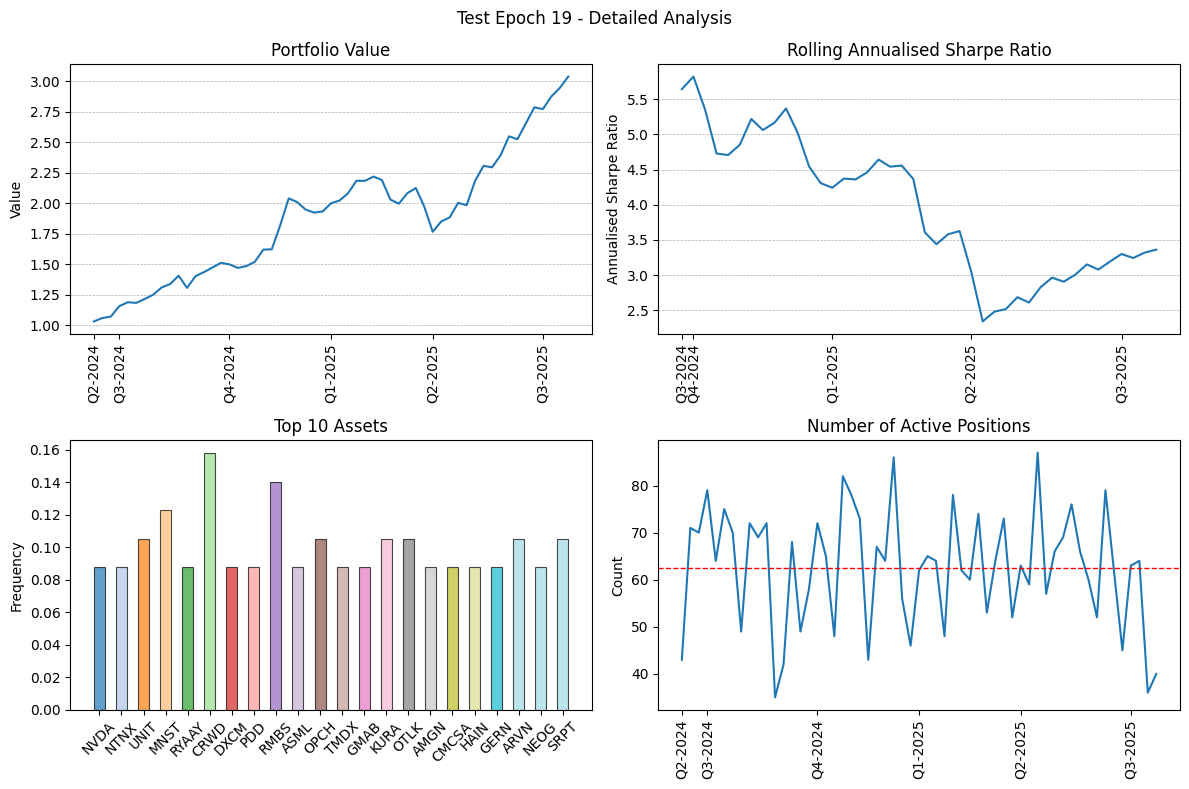 Test Epoch 19 - Detailed Analysis
Portfolio Value
Value
3.00
2.75
2.50
2.25
2.00
1.75
1.50
1.25
1.00
Q2-2024
Q3-2024
Q4-2024
Q1-2025
Q2-2025
Q3-2025
Rolling Annualised Sharpe Ratio
Annualised Sharpe Ratio
5.5
5.0
4.5
4.0
3.5
3.0
2.5
Q3-2024
Q4-2024
Q1-2025
Q2-2025
Q3-2025
Top 10 Assets
Frequency
0.16
0.14
0.12
0.10
0.08
0.06
0.04
0.02
0.00
NVDA
NTNX
UNIT
MNST
RYAAY
CRWD
DXCM
PDD
RMBS
ASML
OPCH
TMDX
GMAB
KURA
OTLK
AMGN
CMCSA
HAIN
GERN
ARVN
NEOG
SRPT
Number of Active Positions
Count
80
70
60
50
40
Q2-2024
Q3-2024
Q4-2024
Q1-2025
Q2-2025
Q3-2025